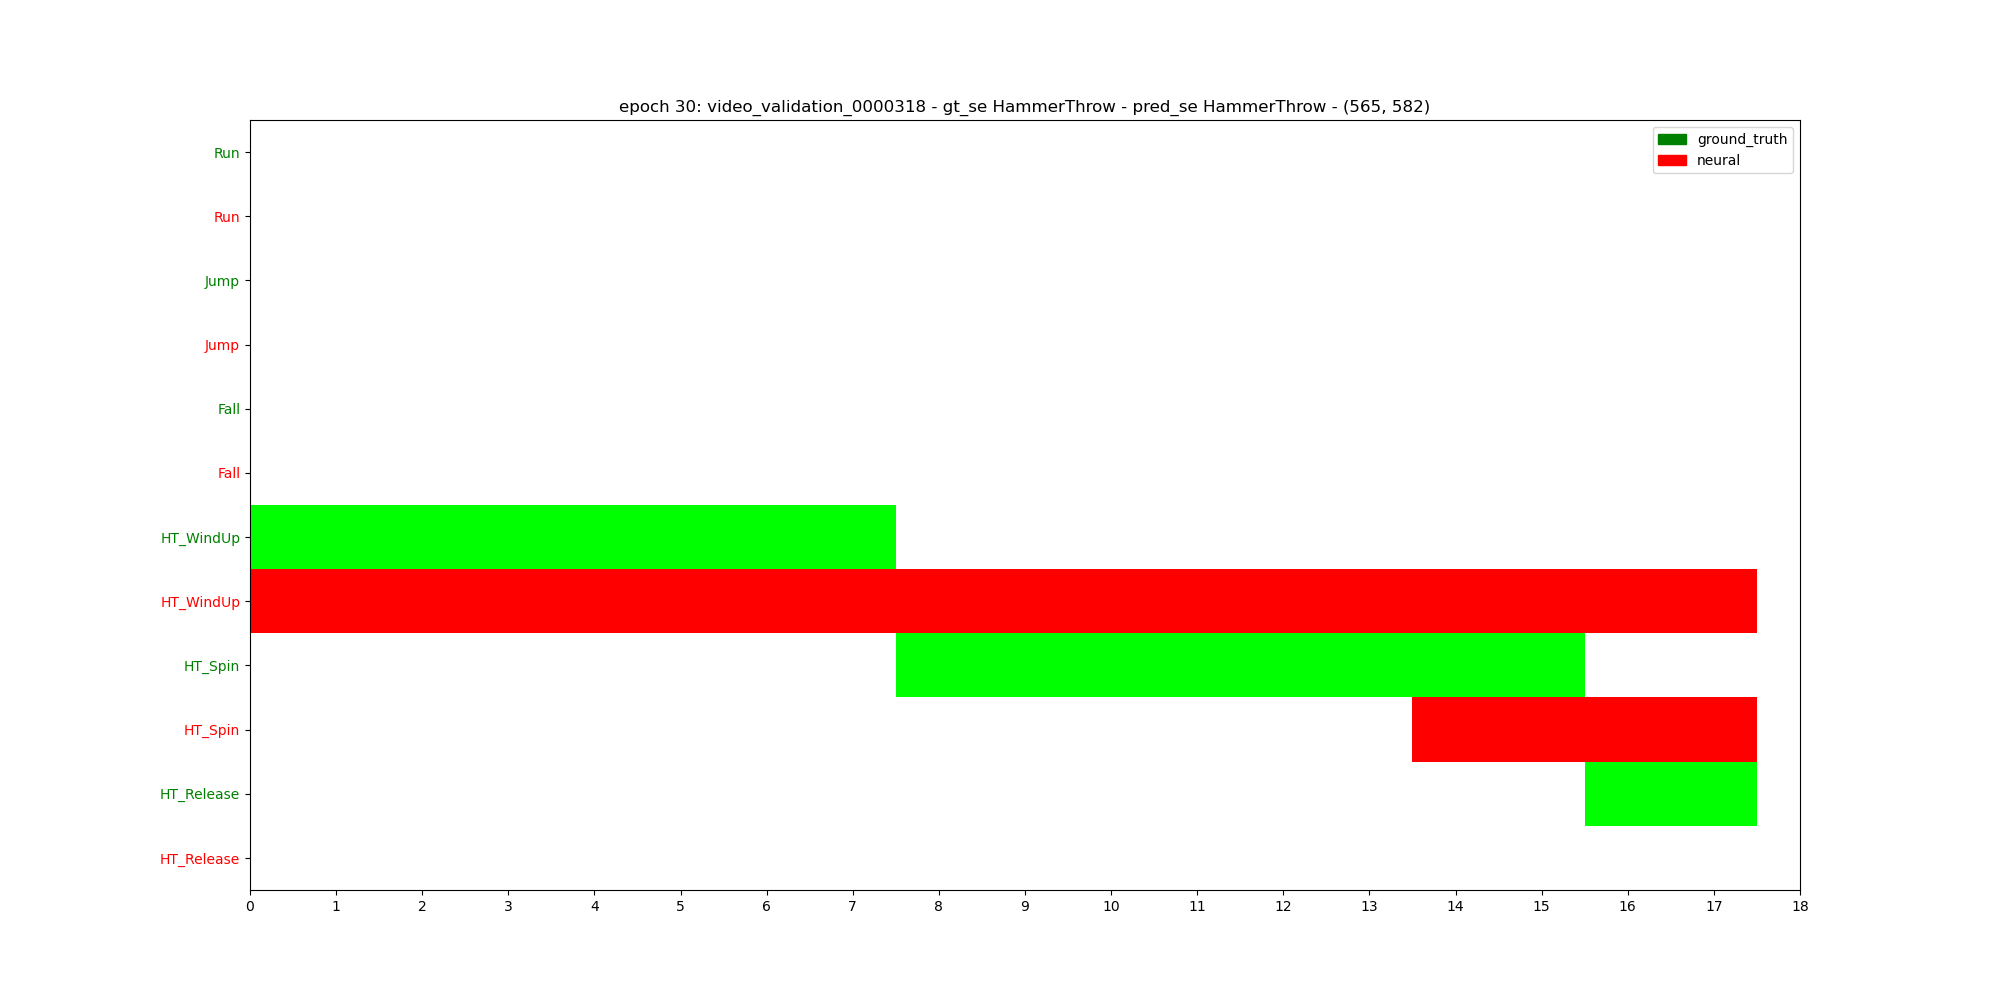 epoch 30: video_validation_0000318 - gt_se HammerThrow - pred_se HammerThrow - (565, 582)
ground_truth
neural
Run
Run
Jump
Jump
Fall
Fall
HT_WindUp
HT_WindUp
HT_Spin
HT_Spin
HT_Release
HT_Release
0 1 2 3 4 5 6 7 8 9 10 11 12 13 14 15 16 17 18